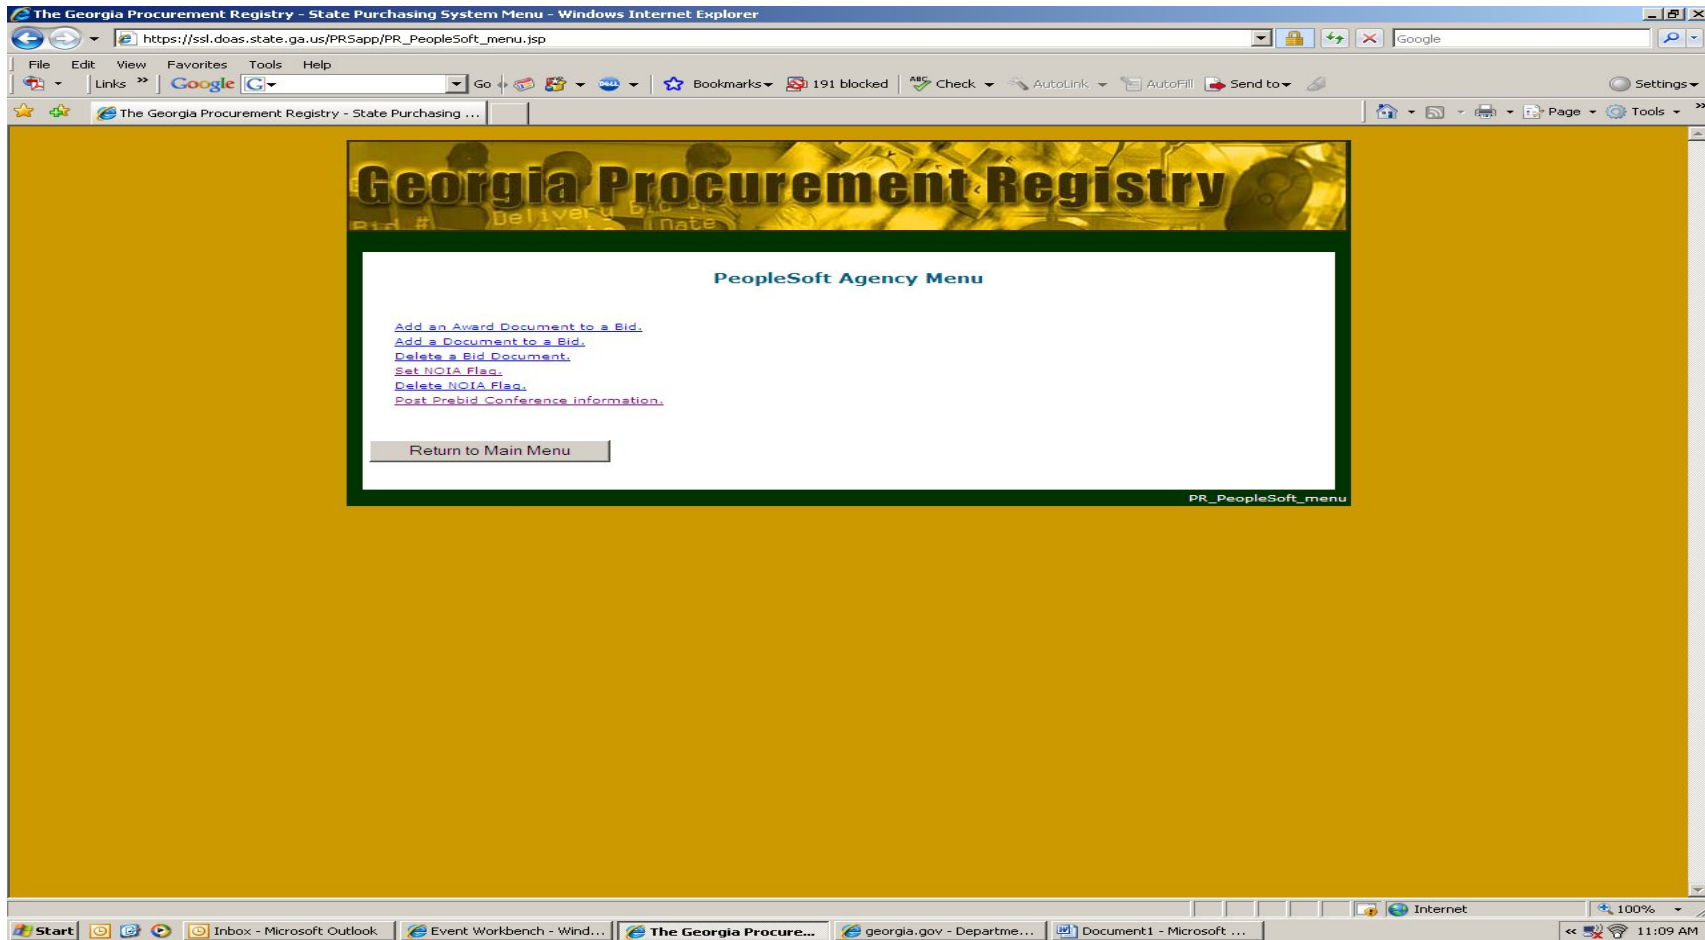 The Georgia Procurement Registry - State Purchasing System Menu - Windows Internet Explorer
https://ssl.doas.state.ga.us/PRSapp/PR_PeopleSoft_menu.jsp
Google
File Edit View Favorites Tools Help
Links » Google G Go Bookmarks 191 blocked ABC Check AutoLink AutoFill Send to Settings
The Georgia Procurement Registry - State Purchasing ... Page Tools »
Georgia Procurement Registry
Bid # Delivery Date
PeopleSoft Agency Menu
Add an Award Document to a Bid.
Add a Document to a Bid.
Delete a Bid Document.
Set NOIA Flag.
Delete NOIA Flag.
Post Prebid Conference information.
Return to Main Menu
PR_PeopleSoft_menu
Internet 100%
Start Inbox - Microsoft Outlook Event Workbench - Wind... The Georgia Procure... georgia.gov - Departme... Document1 - Microsoft ... « 11:09 AM